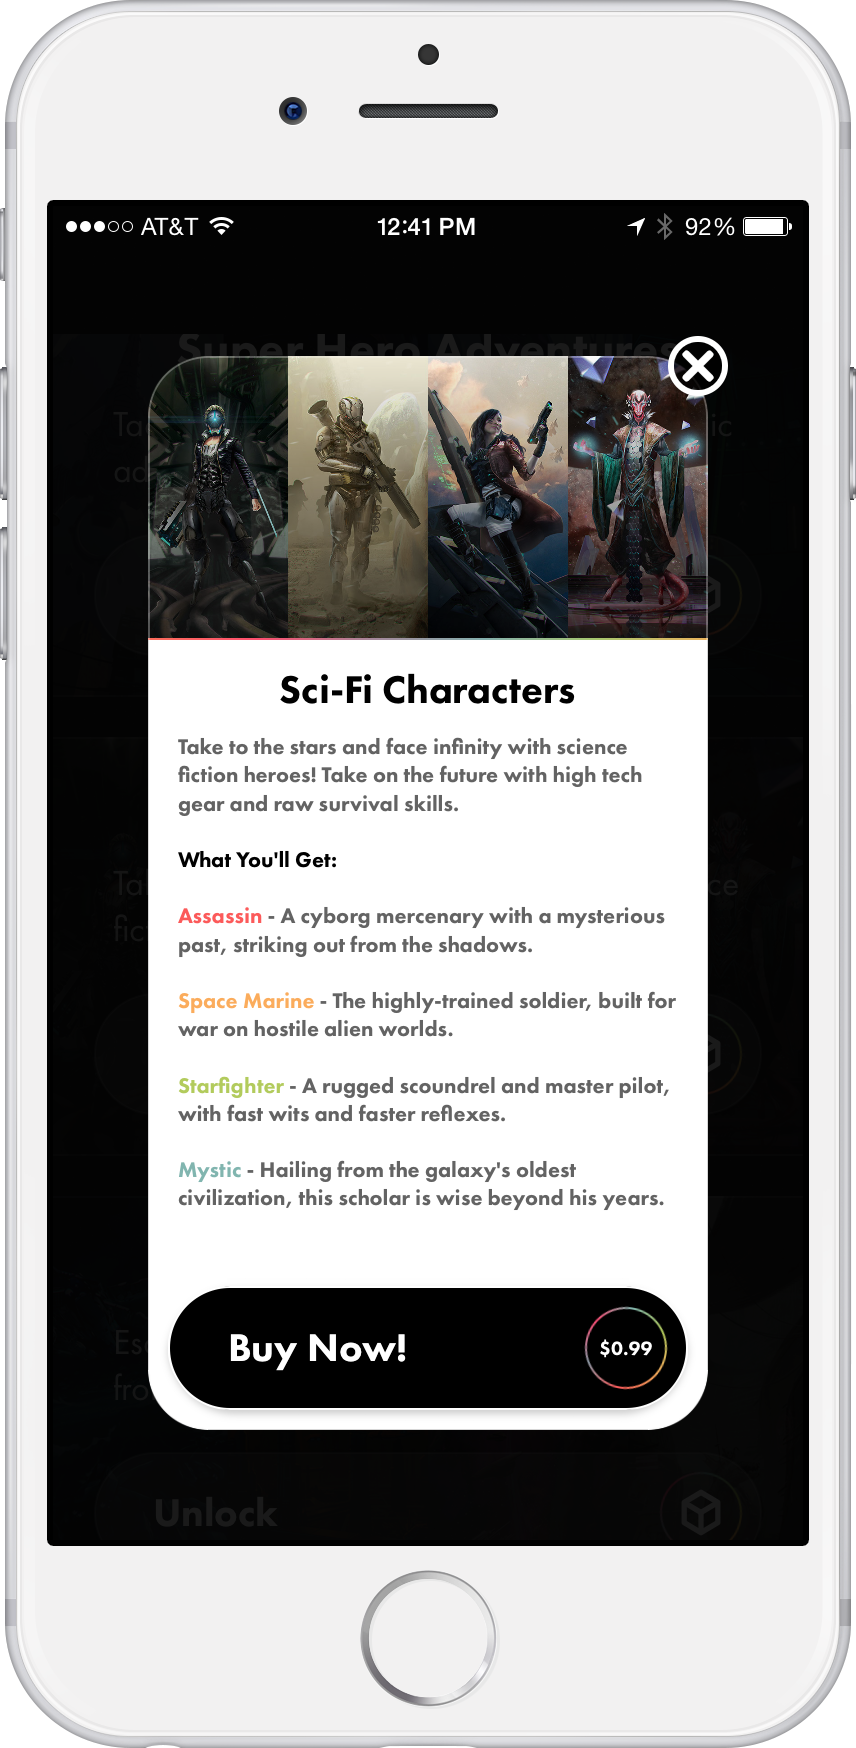 AT&T 12:41 PM 92%
Super Hero Adventures
Sci-Fi Characters
Take to the stars and face infinity with science
fiction heroes! Take on the future with high tech
gear and raw survival skills.
What You'll Get:
Assassin - A cyborg mercenary with a mysterious
past, striking out from the shadows.
Space Marine - The highly-trained soldier, built for
war on hostile alien worlds.
Starfighter - A rugged scoundrel and master pilot,
with fast wits and faster reflexes.
Mystic - Hailing from the galaxy's oldest
civilization, this scholar is wise beyond his years.
Buy Now! $0.99
Unlock